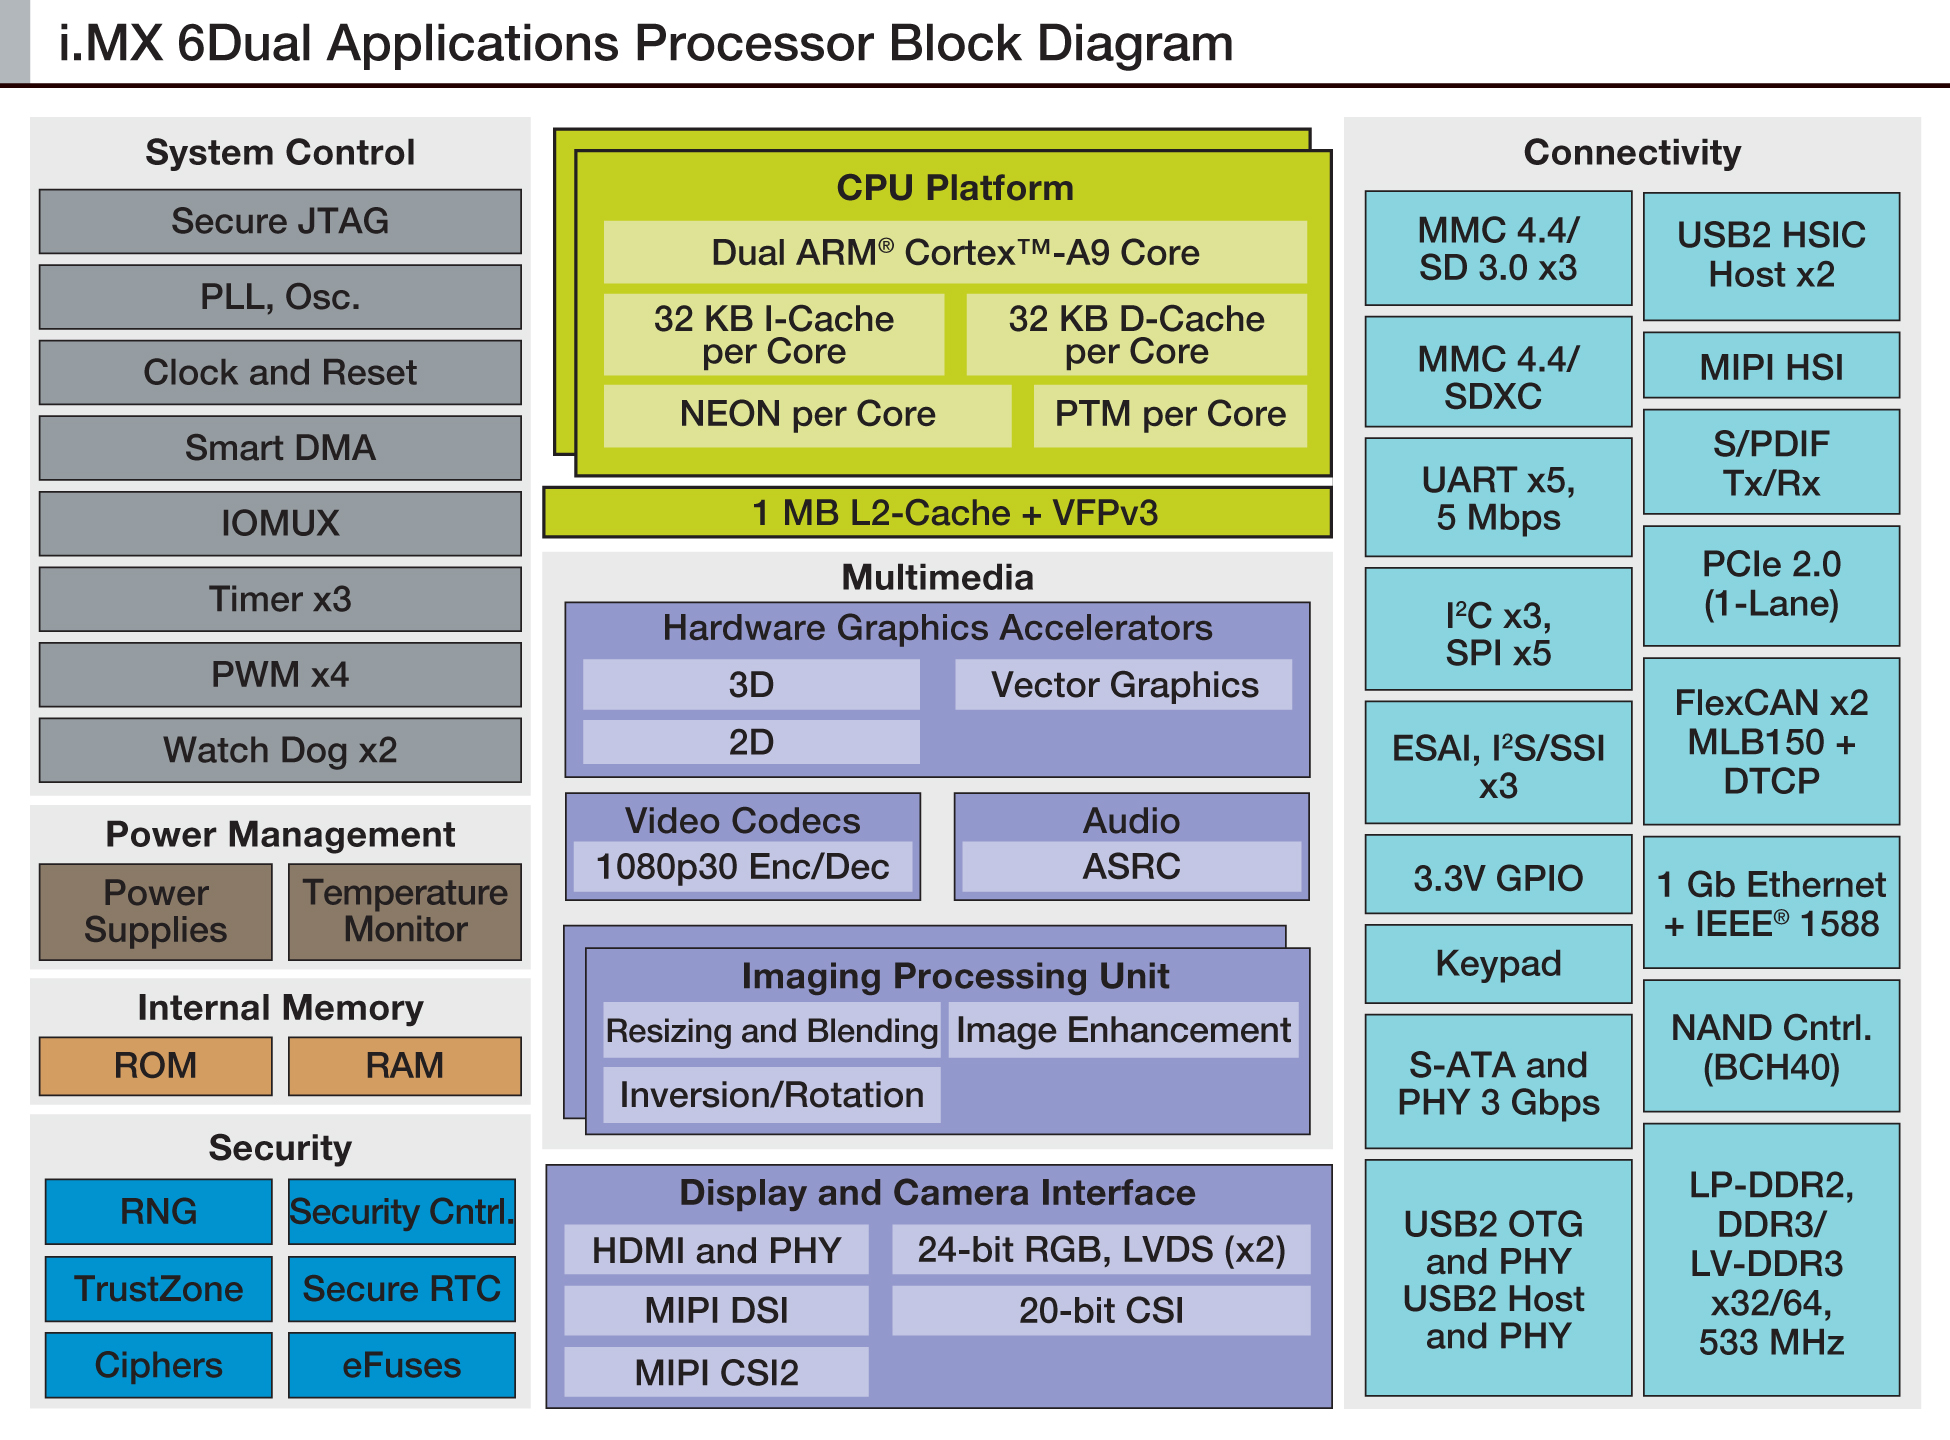 i.MX 6Dual Applications Processor Block Diagram
System Control
Secure JTAG
PLL, Osc.
Clock and Reset
Smart DMA
IOMUX
Timer x3
PWM x4
Watch Dog x2
Power Management
Power
Supplies
Temperature
Monitor
Internal Memory
ROM
RAM
Security
RNG
Security Cntrl.
TrustZone
Secure RTC
Ciphers
eFuses
CPU Platform
Dual ARM® Cortex™-A9 Core
32 KB I-Cache
per Core
32 KB D-Cache
per Core
NEON per Core
PTM per Core
1 MB L2-Cache + VFPv3
Multimedia
Hardware Graphics Accelerators
3D
Vector Graphics
2D
Video Codecs
1080p30 Enc/Dec
Audio
ASRC
Imaging Processing Unit
Resizing and Blending
Image Enhancement
Inversion/Rotation
Display and Camera Interface
HDMI and PHY
24-bit RGB, LVDS (x2)
MIPI DSI
20-bit CSI
MIPI CSI2
Connectivity
MMC 4.4/
SD 3.0 x3
MMC 4.4/
SDXC
UART x5,
5 Mbps
I²C x3,
SPI x5
ESAI, I²S/SSI
x3
3.3V GPIO
Keypad
S-ATA and
PHY 3 Gbps
USB2 OTG
and PHY
USB2 Host
and PHY
USB2 HSIC
Host x2
MIPI HSI
S/PDIF
Tx/Rx
PCIe 2.0
(1-Lane)
FlexCAN x2
MLB150 +
DTCP
1 Gb Ethernet
+ IEEE® 1588
NAND Cntrl.
(BCH40)
LP-DDR2,
DDR3/
LV-DDR3
x32/64,
533 MHz